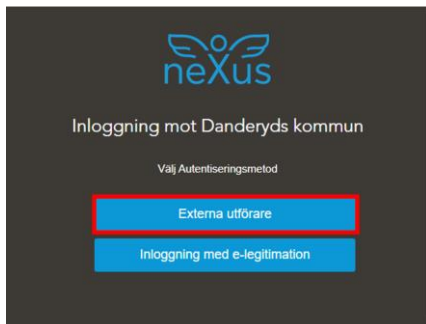 neXus
Inloggning mot Danderyds kommun
Välj Autentiseringsmetod
Externa utförare
Inloggning med e-legitimation